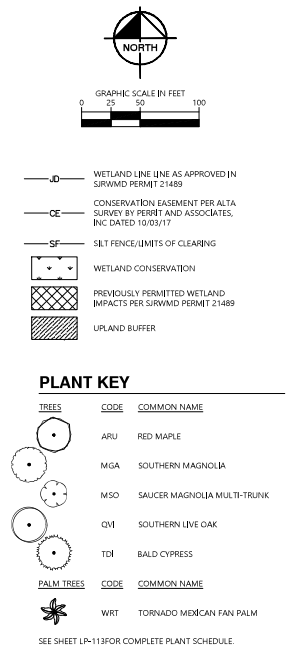 NORTH
GRAPHIC SCALE IN FEET
0 25 50 100
JD WETLAND LINE LINE AS APPROVED IN
SJRWMD PERMIT 21489
CE CONSERVATION EASEMENT PER ALTA
SURVEY BY PERRIT AND ASSOCIATES,
INC DATED 10/03/17
SF SILT FENCE/LIMITS OF CLEARING
WETLAND CONSERVATION
PREVIOUSLY PERMITTED WETLAND
IMPACTS PER SJRWMD PERMIT 21489
UPLAND BUFFER
PLANT KEY
TREES CODE COMMON NAME
ARU RED MAPLE
MGA SOUTHERN MAGNOLIA
MSO SAUCER MAGNOLIA MULTI-TRUNK
QVI SOUTHERN LIVE OAK
TDI BALD CYPRESS
PALM TREES CODE COMMON NAME
WRT TORNADO MEXICAN FAN PALM
SEE SHEET LP-113FOR COMPLETE PLANT SCHEDULE.